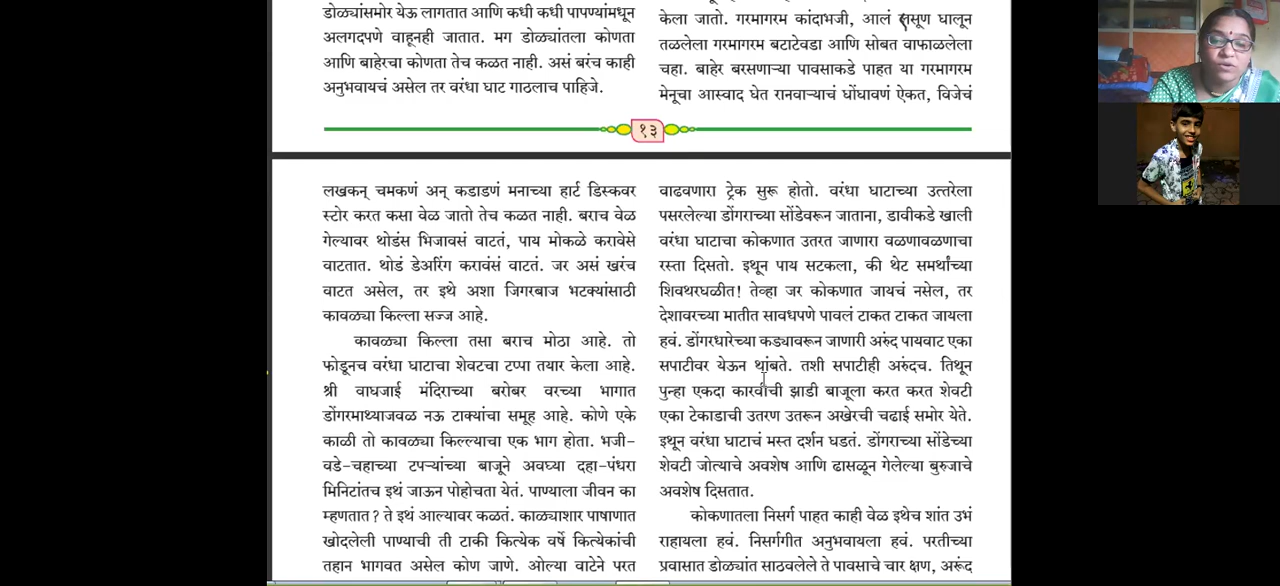 डोळ्यांसमोर येऊ लागतात आणि कधी कधी पापण्यांमधून
अलगदपणे वाहूनही जातात. मग डोळ्यांतला कोणता
आणि बाहेरचा कोणता तेच कळत नाही. असं बरंच काही
अनुभवायचं असेल तर वरंधा घाट गाठलाच पाहिजे.
केला जातो. गरमागरम कांदाभजी, आलं लसूण घालून
तळलेला गरमागरम बटाटेवडा आणि सोबत वाफाळलेला
चहा. बाहेर बरसणाऱ्या पावसाकडे पाहत या गरमागरम
मेनूचा आस्वाद घेत रानवाऱ्याचं घोंघावणं ऐकत, विजेचं
१३
लखकन् चमकणं अन् कडाडणं मनाच्या हार्ट डिस्कवर
स्टोर करत कसा वेळ जातो तेच कळत नाही. बराच वेळ
गेल्यावर थोडंस भिजावसं वाटतं, पाय मोकळे करावेसे
वाटतात. थोडं डेअरिंग करावंसं वाटतं. जर असं खरंच
वाटत असेल, तर इथे अशा जिगरबाज भटक्यांसाठी
कावळ्या किल्ला सज्ज आहे.
कावळ्या किल्ला तसा बराच मोठा आहे. तो
फोडूनच वरंधा घाटाचा शेवटचा टप्पा तयार केला आहे.
श्री वाघजाई मंदिराच्या बरोबर वरच्या भागात
डोंगरमाथ्याजवळ नऊ टाक्यांचा समूह आहे. कोणे एके
काळी तो कावळ्या किल्ल्याचा एक भाग होता. भजी-
वडे-चहाच्या टपऱ्यांच्या बाजूने अवघ्या दहा-पंधरा
मिनिटांतच इथं जाऊन पोहोचता येतं. पाण्याला जीवन का
म्हणतात? ते इथं आल्यावर कळतं. काळ्याशार पाषाणात
खोदलेली पाण्याची ती टाकी कित्येक वर्षे कित्येकांची
तहान भागवत असेल कोण जाणे. ओल्या वाटेने परत
वाढवणारा ट्रेक सुरू होतो. वरंधा घाटाच्या उत्तरेला
पसरलेल्या डोंगराच्या सोंडेवरून जाताना, डावीकडे खाली
वरंधा घाटाचा कोकणात उतरत जाणारा वळणावळणाचा
रस्ता दिसतो. इथून पाय सटकला, की थेट समर्थांच्या
शिवथरघळीत! तेव्हा जर कोकणात जायचं नसेल, तर
देशावरच्या मातीत सावधपणे पावलं टाकत टाकत जायला
हवं. डोंगरधारेच्या कड्यावरून जाणारी अरुंद पायवाट एका
सपाटीवर येऊन थांबते. तशी सपाटीही अरुंदच. तिथून
पुन्हा एकदा कारवीची झाडी बाजूला करत करत शेवटी
एका टेकाडाची उतरण उतरून अखेरची चढाई समोर येते.
इथून वरंधा घाटाचं मस्त दर्शन घडतं. डोंगराच्या सोंडेच्या
शेवटी जोत्याचे अवशेष आणि ढासळून गेलेल्या बुरुजाचे
अवशेष दिसतात.
कोकणातला निसर्ग पाहत काही वेळ इथेच शांत उभं
राहायला हवं. निसर्गगीत अनुभवायला हवं. परतीच्या
प्रवासात डोळ्यांत साठवलेले ते पावसाचे चार क्षण, अरूंद